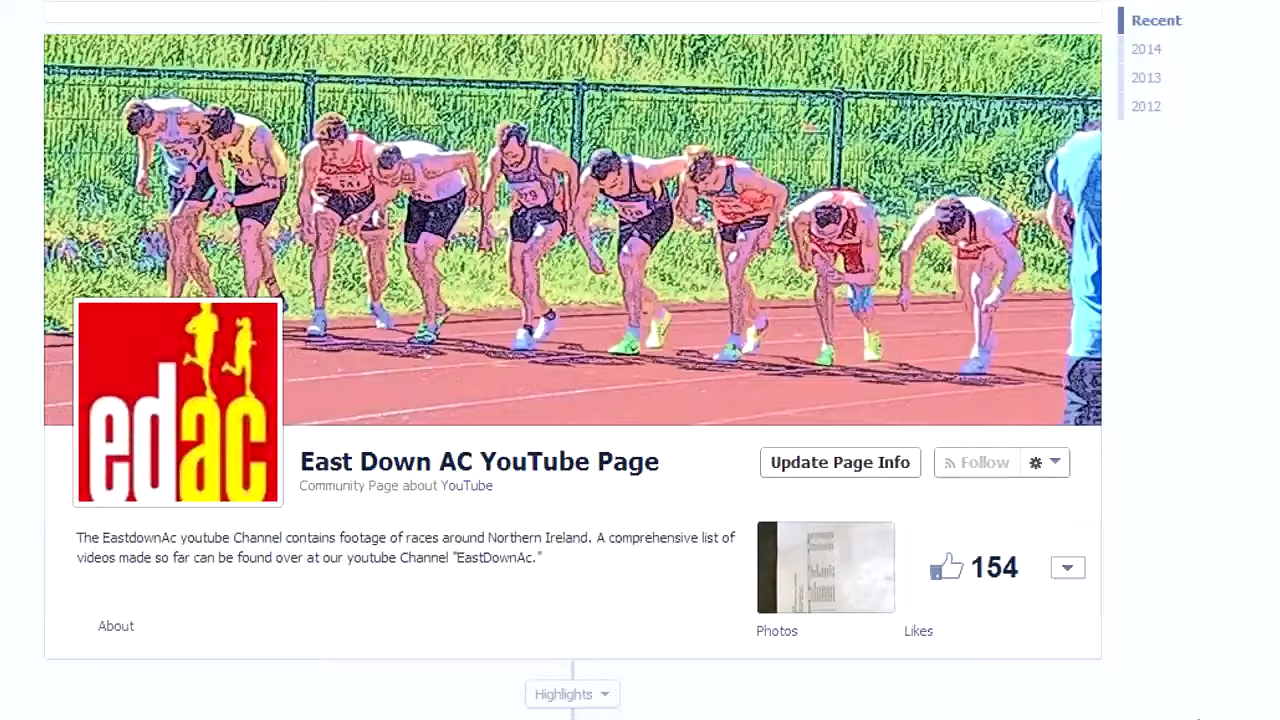 Recent
2014
2013
2012
edac
East Down AC YouTube Page
Update Page Info
Follow
Community Page about YouTube
The EastdownAc youtube Channel contains footage of races around Northern Ireland. A comprehensive list of
videos made so far can be found over at our youtube Channel "EastDownAc."
154
About
Photos
Likes
Highlights